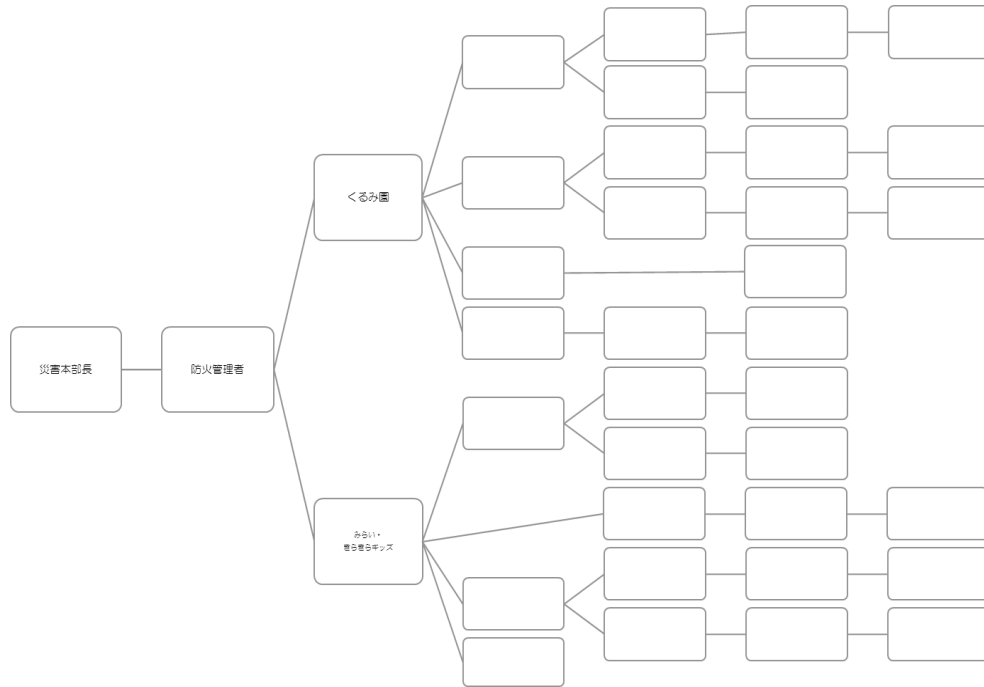 くるみ園
災害本部長
防火管理者
みらい・
きらきらキッズ